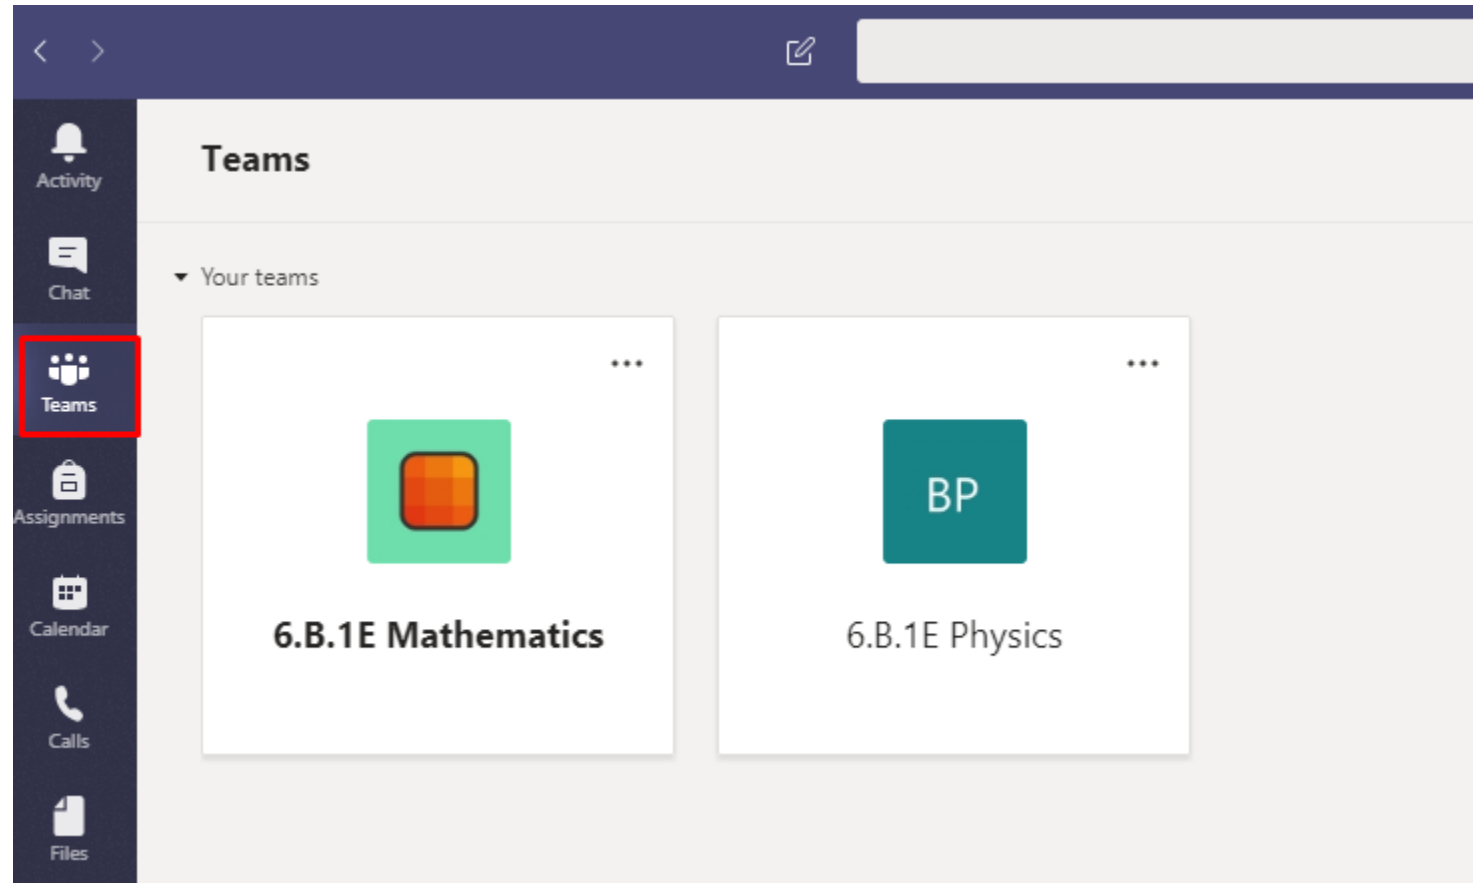 Activity
Chat
Teams
Assignments
Calendar
Calls
Files
Teams
Your teams
6.B.1E Mathematics
BP
6.B.1E Physics